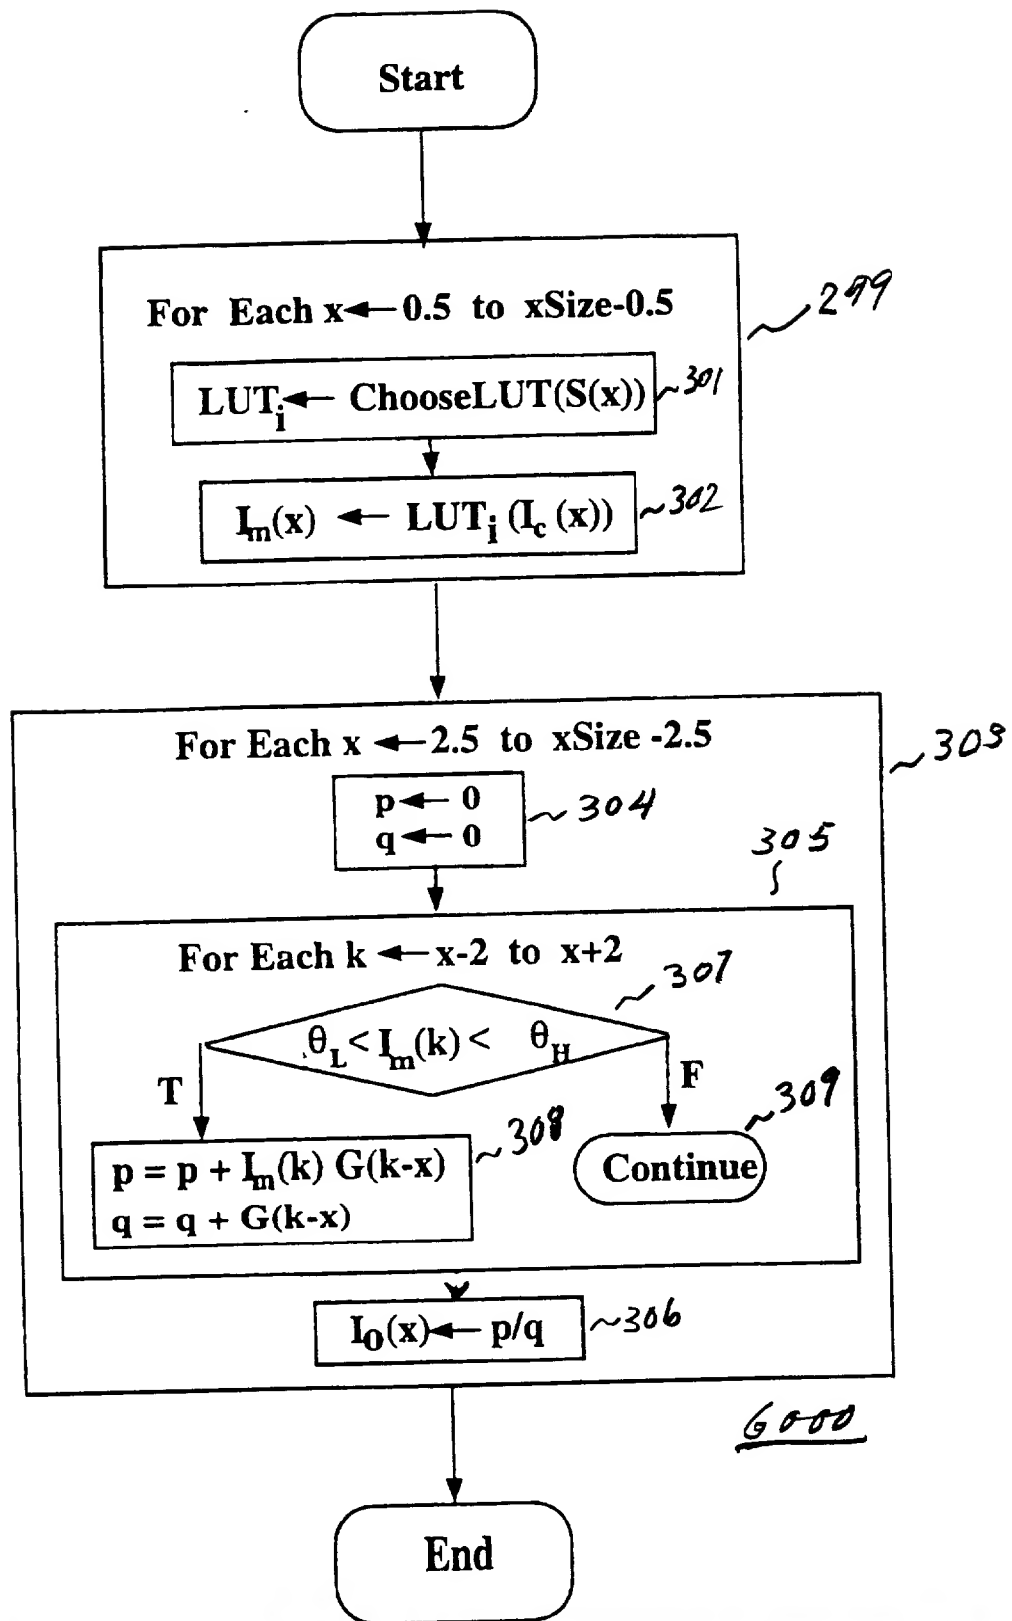 Start
For Each x ← 0.5 to xSize-0.5
299
LUTi ← ChooseLUT(S(x))
~301
Im(x) ← LUTi (Ic (x))
~302
For Each x ← 2.5 to xSize -2.5
~303
p ← 0
q ← 0
~304
305
For Each k ← x-2 to x+2
307
θL < Im(k) < θH
T
F
308
309
p = p + Im(k) G(k-x)
q = q + G(k-x)
Continue
IO(x) ← p/q
~306
6000
End